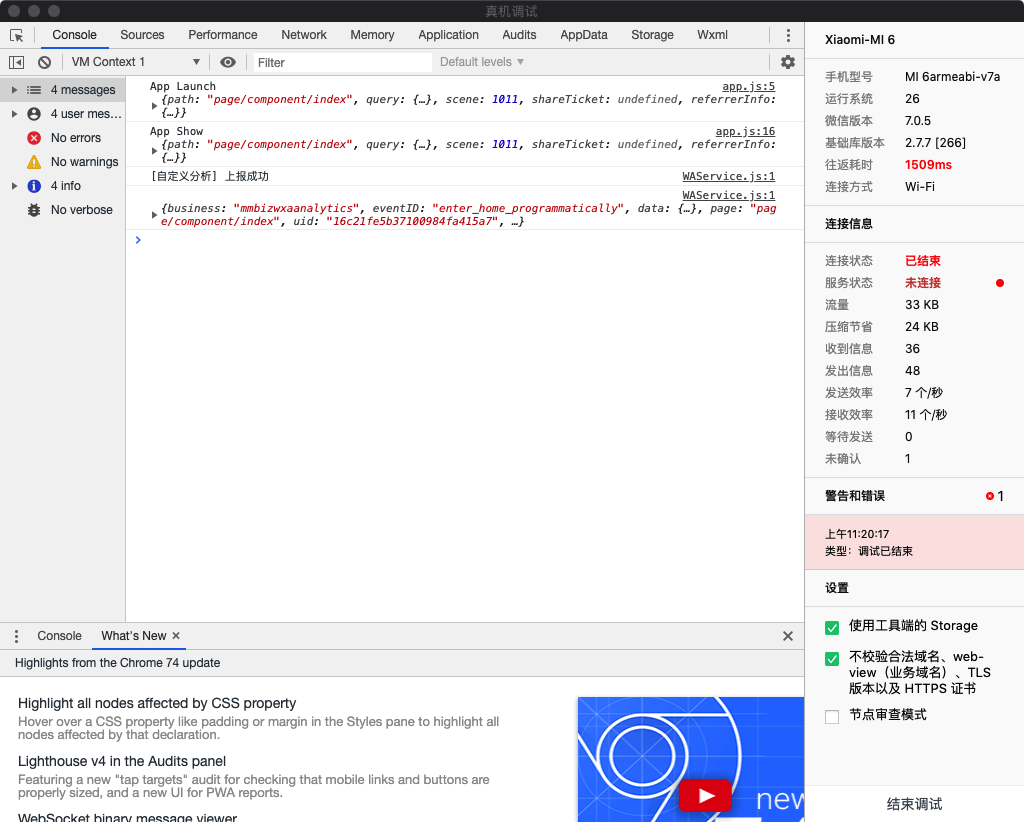 真机调试
Console Sources Performance Network Memory Application Audits AppData Storage Wxml
VM Context 1 ▼ Filter Default levels ▼
4 messages
4 user mes...
No errors
No warnings
4 info
No verbose
App Launch app.js:5
{path: "page/component/index", query: {…}, scene: 1011, shareTicket: undefined, referrerInfo:
{…}}
App Show app.js:16
{path: "page/component/index", query: {…}, scene: 1011, shareTicket: undefined, referrerInfo:
{…}}
[自定义分析] 上报成功 WAService.js:1
WAService.js:1
{business: "mmbizwxaanalytics", eventID: "enter_home_programmatically", data: {…}, page: "pag
e/component/index", uid: "16c21fe5b37100984fa415a7", …}
Console What's New ×
Highlights from the Chrome 74 update
Highlight all nodes affected by CSS property
Hover over a CSS property like padding or margin in the Styles pane to highlight all
nodes affected by that declaration.
Lighthouse v4 in the Audits panel
Featuring a new "tap targets" audit for checking that mobile links and buttons are
properly sized, and a new UI for PWA reports.
WebSocket binary message viewer
new
Xiaomi-MI 6
手机型号 MI 6armeabi-v7a
运行系统 26
微信版本 7.0.5
基础库版本 2.7.7 [266]
往返耗时 1509ms
连接方式 Wi-Fi
连接信息
连接状态 已结束
服务状态 未连接
流量 33 KB
压缩节省 24 KB
收到信息 36
发出信息 48
发送效率 7 个/秒
接收效率 11 个/秒
等待发送 0
未确认 1
警告和错误 1
上午11:20:17
类型：调试已结束
设置
使用工具端的 Storage
不校验合法域名、web-
view（业务域名）、TLS
版本以及 HTTPS 证书
节点审查模式
结束调试